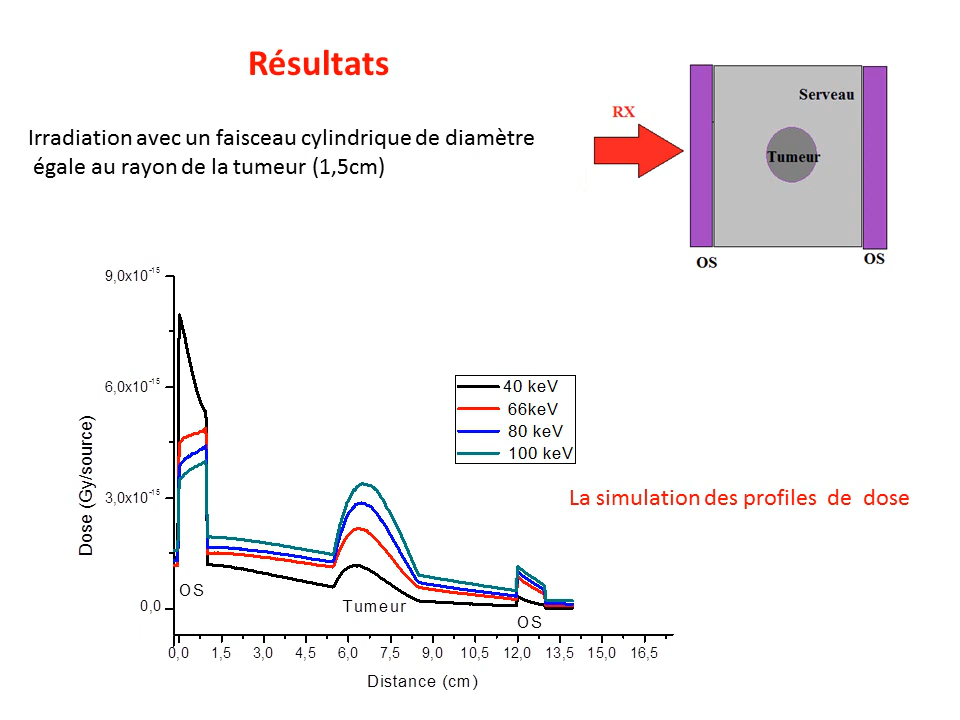 Résultats
Irradiation avec un faisceau cylindrique de diamètre
égale au rayon de la tumeur (1,5cm)
RX
Serveau
Tumeur
OS
OS
9,0x10⁻¹⁵
6,0x10⁻¹⁵
3,0x10⁻¹⁵
0,0
Dose (Gy/source)
40 keV
66keV
80 keV
100 keV
La simulation des profiles de dose
OS
Tumeur
OS
0,0 1,5 3,0 4,5 6,0 7,5 9,0 10,5 12,0 13,5 15,0 16,5
Distance (cm)